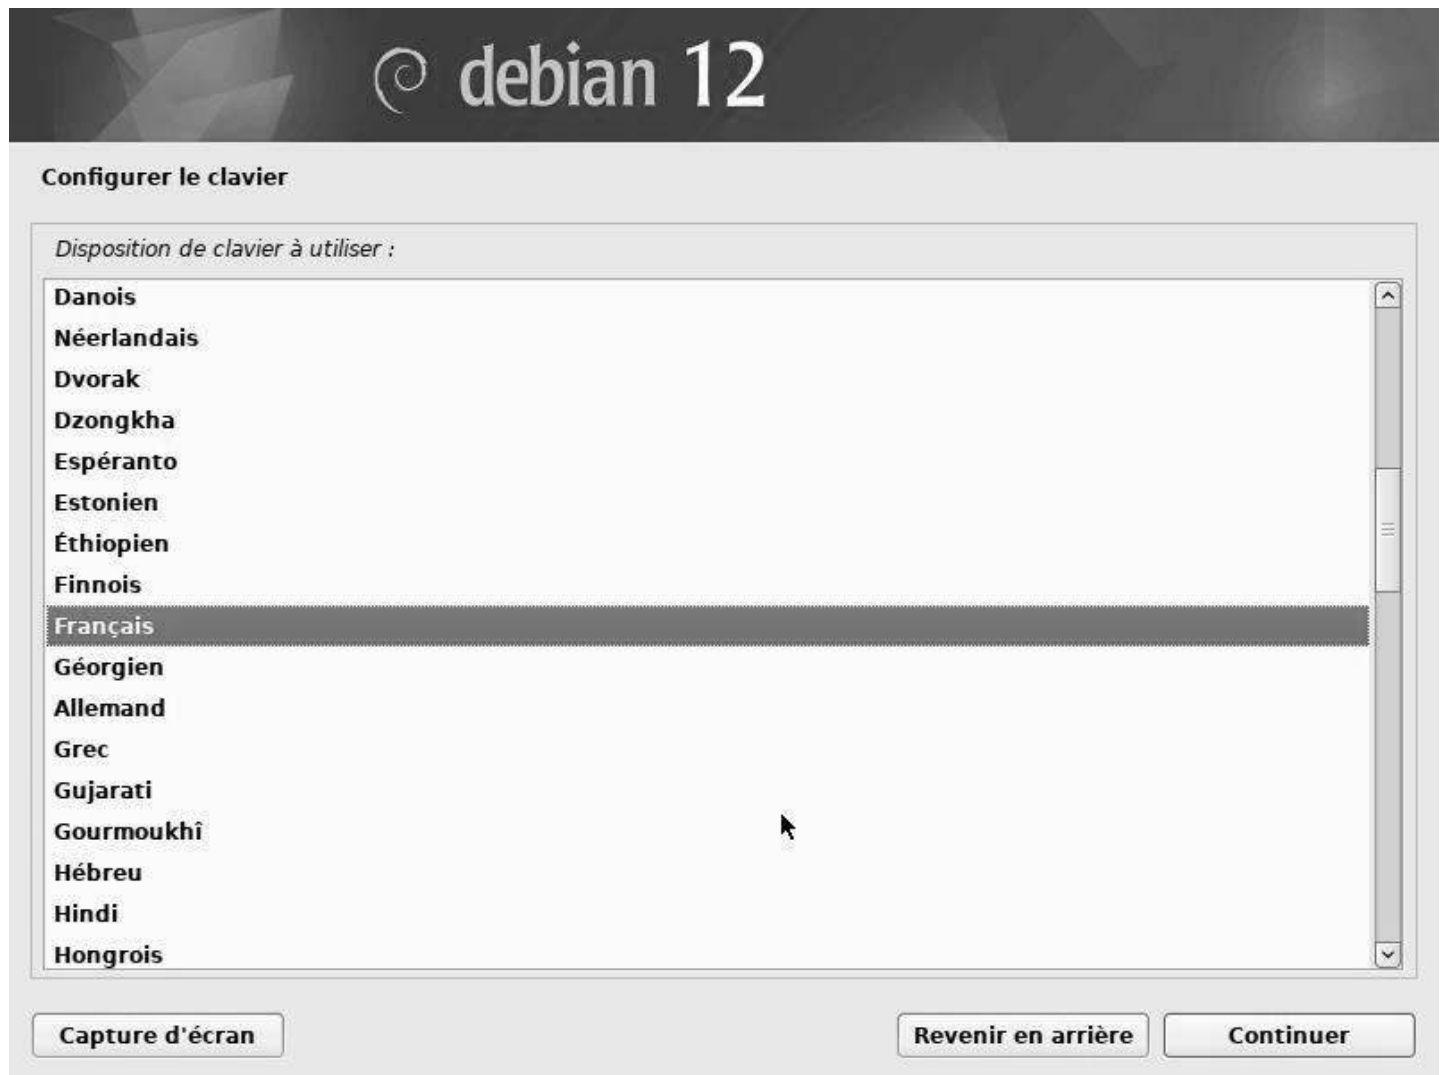 debian 12
Configurer le clavier
Disposition de clavier à utiliser :
Danois
Néerlandais
Dvorak
Dzongkha
Espéranto
Estonien
Éthiopien
Finnois
Français
Géorgien
Allemand
Grec
Gujarati
Gourmoukhî
Hébreu
Hindi
Hongrois
Capture d'écran
Revenir en arrière
Continuer